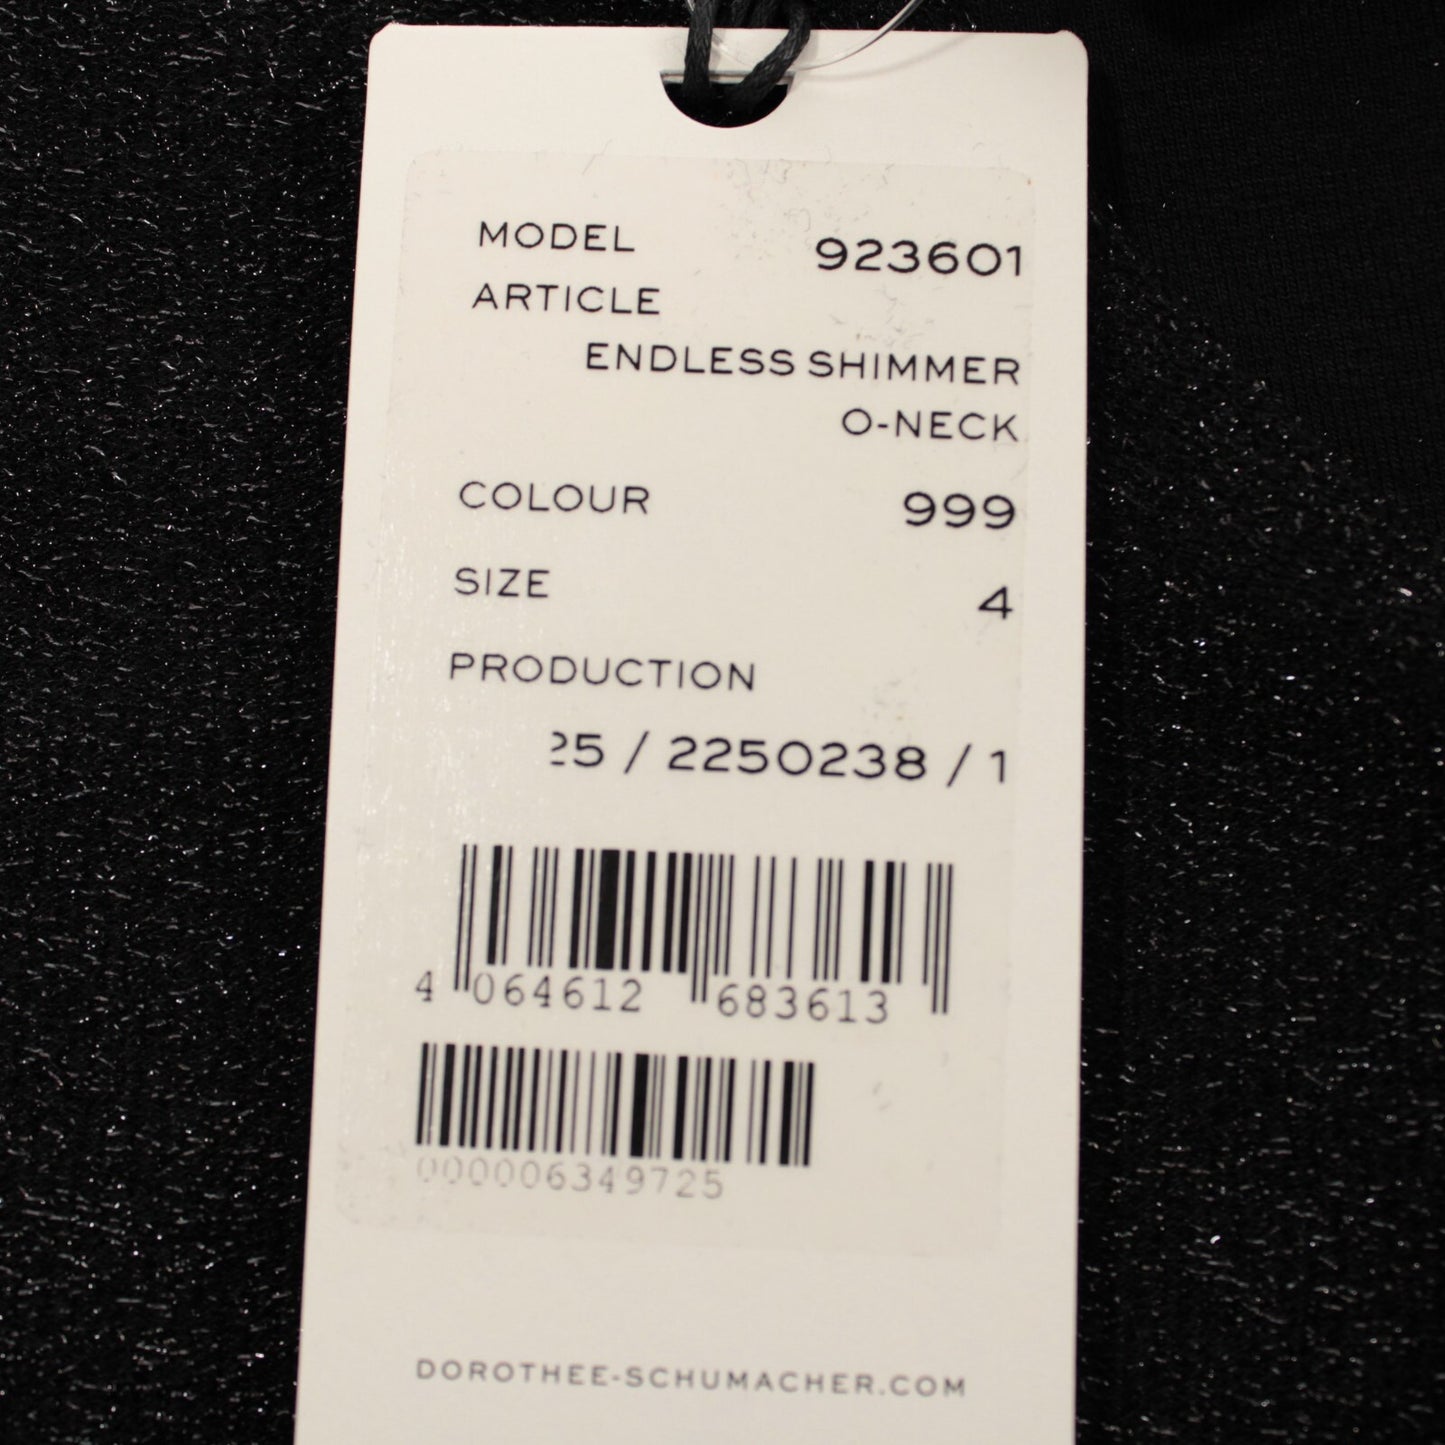 MODEL 923601
ARTICLE
ENDLESS SHIMMER
O-NECK
COLOUR 999
SIZE 4
PRODUCTION
25 / 2250238 / 1
4 064612 683613
000006349725
DOROTHEE-SCHUMACHER.COM